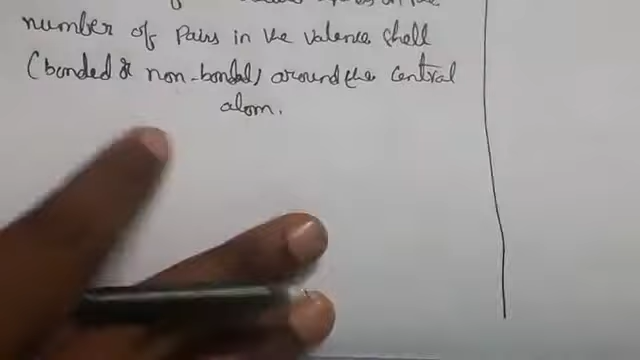 number of pairs in the valence shell
(bonded & non-bonded) around the central
atom.